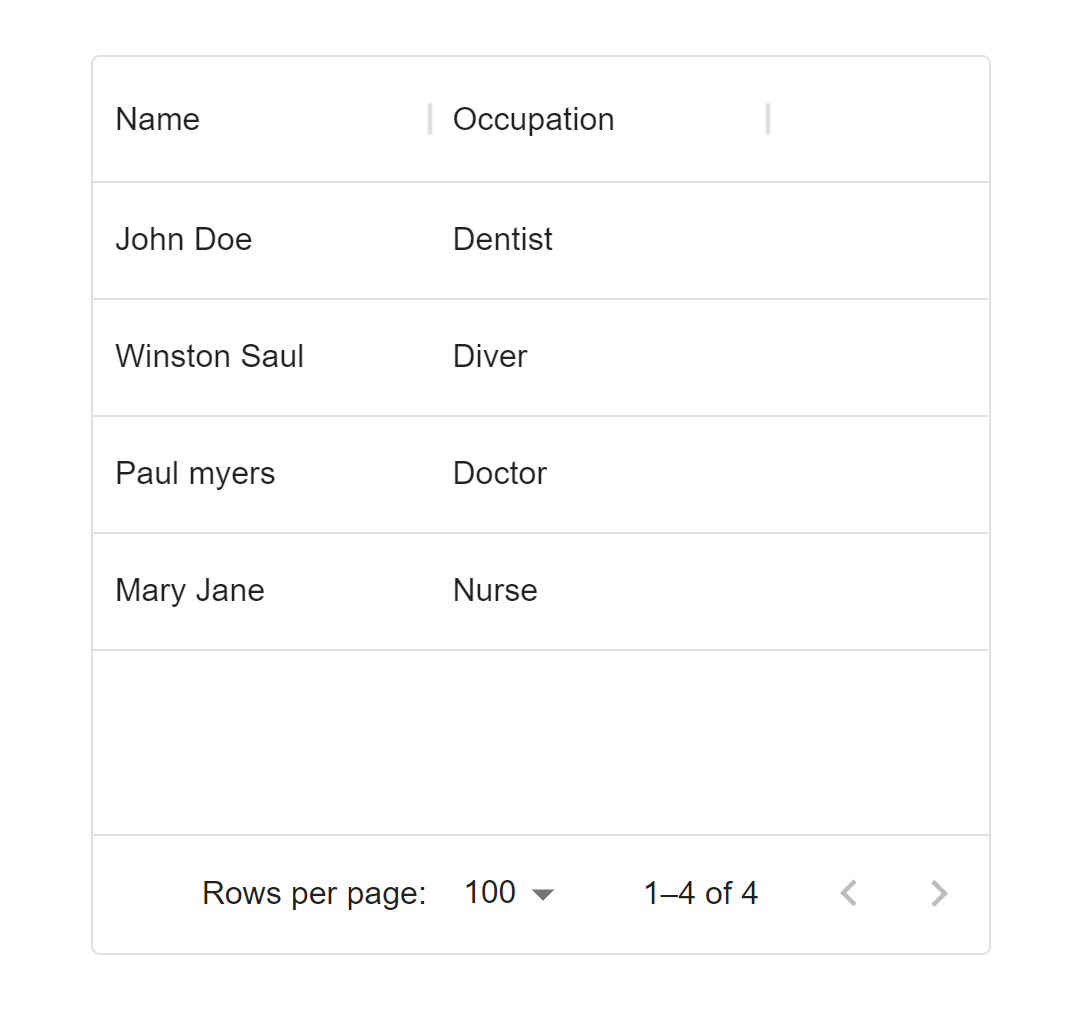 Name Occupation
John Doe Dentist
Winston Saul Diver
Paul myers Doctor
Mary Jane Nurse
Rows per page: 100 1–4 of 4